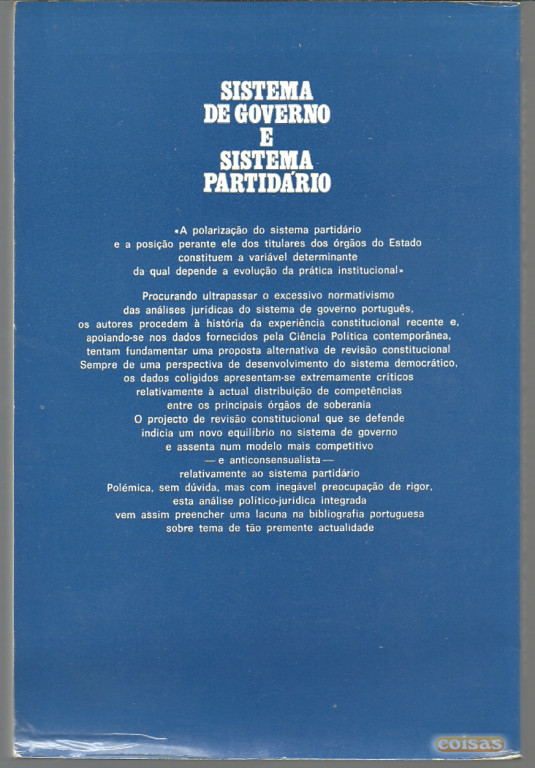 SISTEMA
DE GOVERNO
E
SISTEMA
PARTIDÁRIO
«A polarização do sistema partidário
e a posição perante ele dos titulares dos órgãos do Estado
constituem a variável determinante
da qual depende a evolução da prática institucional»
Procurando ultrapassar o excessivo normativismo
das análises jurídicas do sistema de governo português,
os autores procedem à história da experiência constitucional recente e,
apoiando-se nos dados fornecidos pela Ciência Política contemporânea,
tentam fundamentar uma proposta alternativa de revisão constitucional
Sempre de uma perspectiva de desenvolvimento do sistema democrático,
os dados coligidos apresentam-se extremamente críticos
relativamente à actual distribuição de competências
entre os principais órgãos de soberania
O projecto de revisão constitucional que se defende
indicia um novo equilíbrio no sistema de governo
e assenta num modelo mais competitivo
— e anticonsensualista —
relativamente ao sistema partidário
Polémica, sem dúvida, mas com inegável preocupação de rigor,
esta análise político-jurídica integrada
vem assim preencher uma lacuna na bibliografia portuguesa
sobre tema de tão premente actualidade
coisas